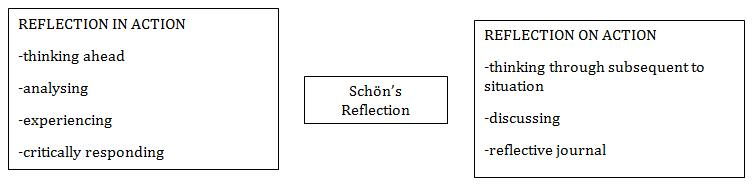 REFLECTION IN ACTION
-thinking ahead
-analysing
-experiencing
-critically responding
Schön’s
Reflection
REFLECTION ON ACTION
-thinking through subsequent to
situation
-discussing
-reflective journal